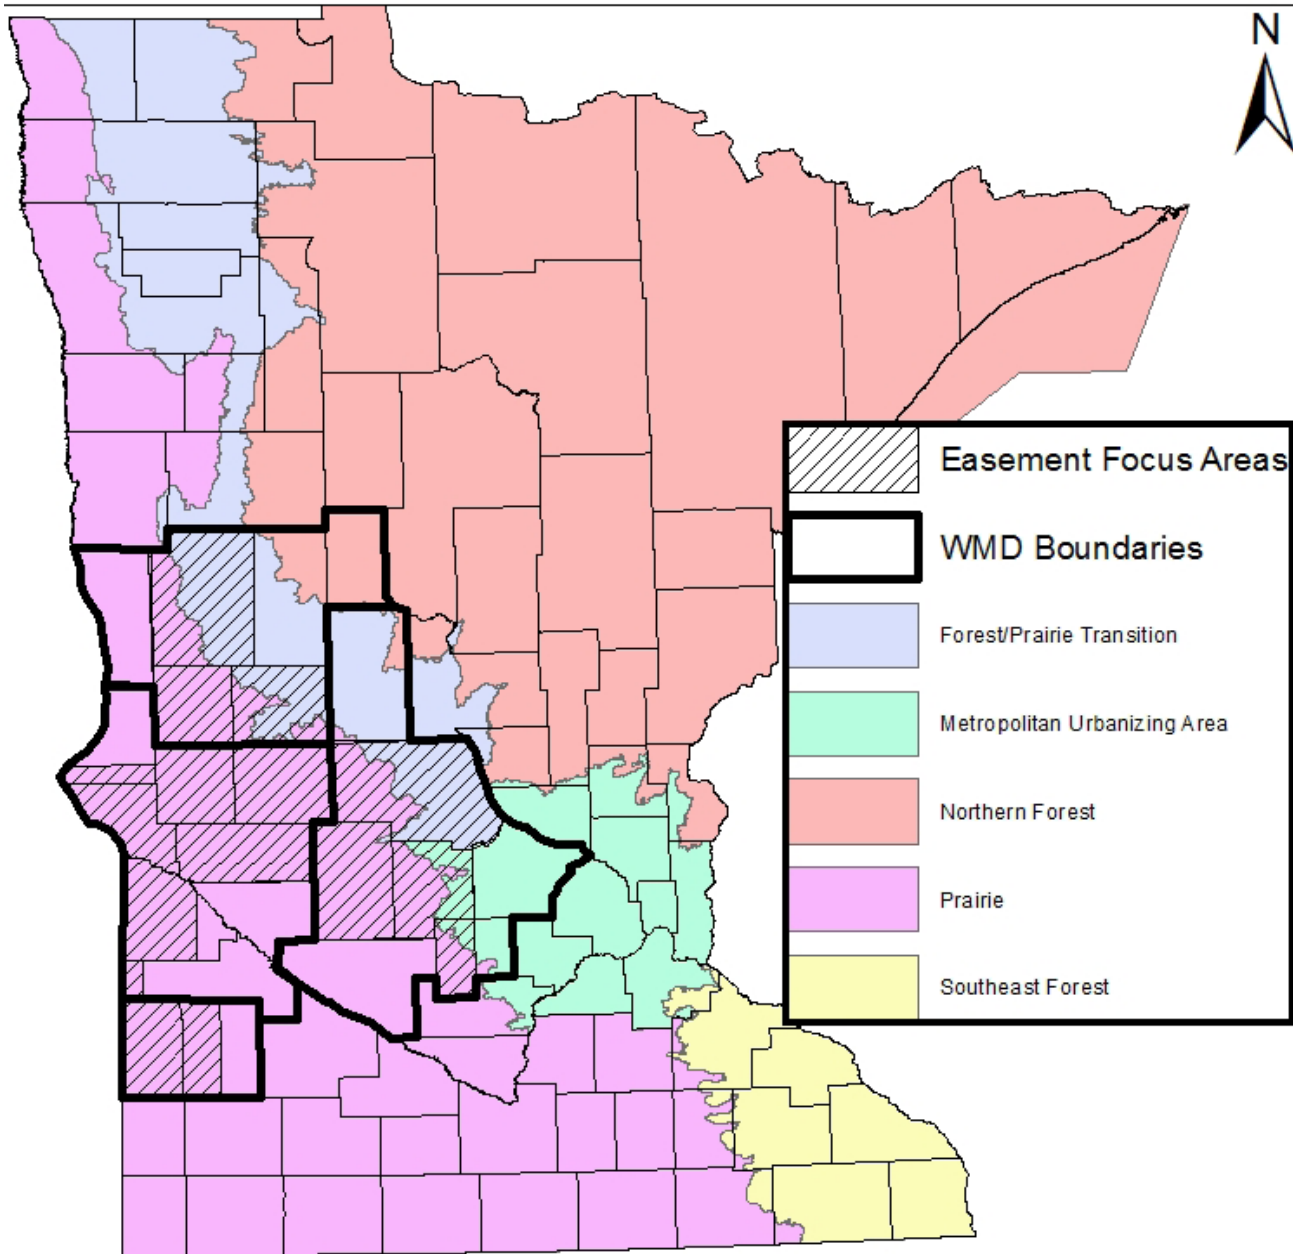 N
Easement Focus Areas
WMD Boundaries
Forest/Prairie Transition
Metropolitan Urbanizing Area
Northern Forest
Prairie
Southeast Forest